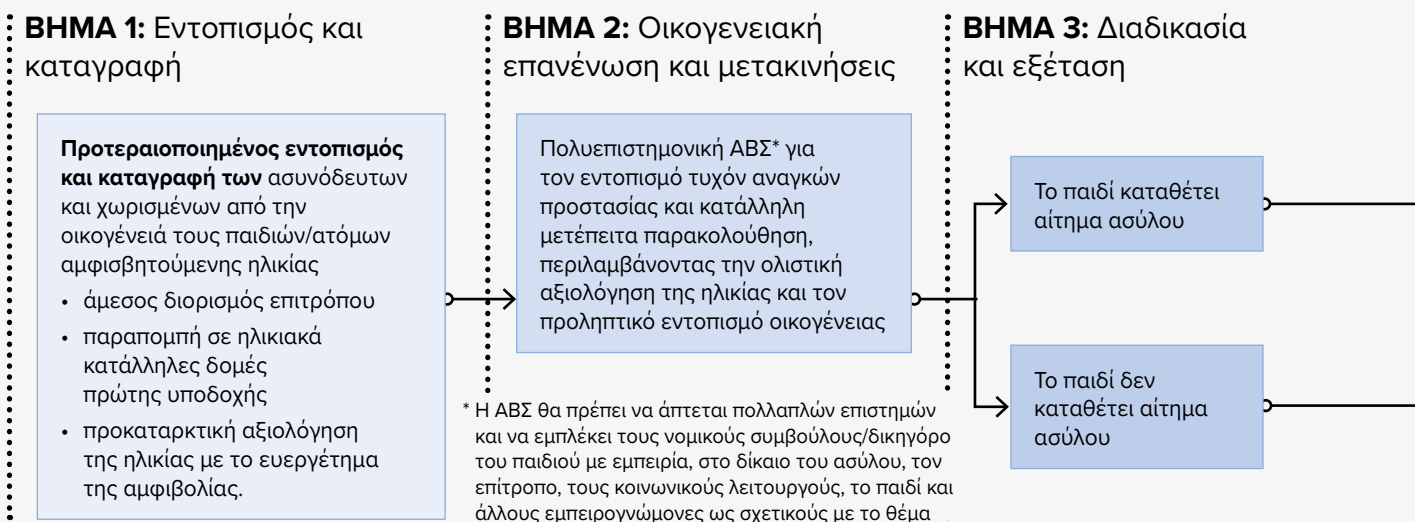 ΒΗΜΑ 1: Εντοπισμός και
καταγραφή
Προτεραιοποιημένος εντοπισμός
και καταγραφή των ασυνόδευτων
και χωρισμένων από την
οικογένειά τους παιδιών/ατόμων
αμφισβητούμενης ηλικίας
• άμεσος διορισμός επιτρόπου
• παραπομπή σε ηλικιακά
κατάλληλες δομές
πρώτης υποδοχής
• προκαταρκτική αξιολόγηση
της ηλικίας με το ευεργέτημα
της αμφιβολίας.
ΒΗΜΑ 2: Οικογενειακή
επανένωση και μετακινήσεις
Πολυεπιστημονική ΑΒΣ* για
τον εντοπισμό τυχόν αναγκών
προστασίας και κατάλληλη
μετέπειτα παρακολούθηση,
περιλαμβάνοντας την ολιστική
αξιολόγηση της ηλικίας και τον
προληπτικό εντοπισμό οικογένειας
* Η ΑΒΣ θα πρέπει να άπτεται πολλαπλών επιστημών
και να εμπλέκει τους νομικούς συμβούλους/δικηγόρο
του παιδιού με εμπειρία, στο δίκαιο του ασύλου, τον
επίτροπο, τους κοινωνικούς λειτουργούς, το παιδί και
άλλους εμπειρογνώμονες ως σχετικούς με το θέμα
ΒΗΜΑ 3: Διαδικασία
και εξέταση
Το παιδί καταθέτει
αίτημα ασύλου
Το παιδί δεν
καταθέτει αίτημα
ασύλου